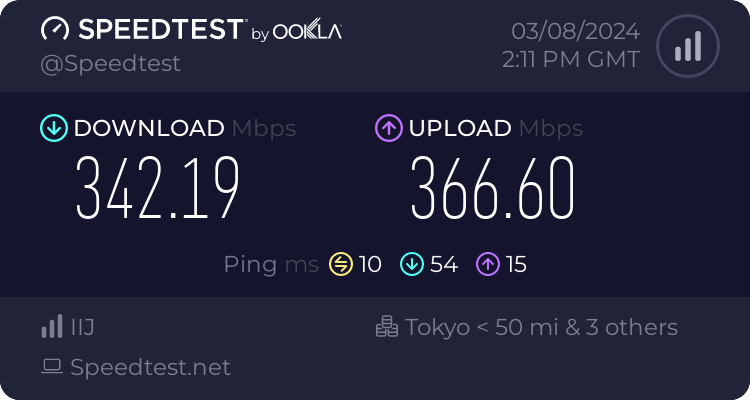 SPEEDTEST® by OOKLA®
@Speedtest
03/08/2024
2:11 PM GMT
DOWNLOAD Mbps
342.19
UPLOAD Mbps
366.60
Ping ms 10 54 15
IIJ
Tokyo < 50 mi & 3 others
Speedtest.net